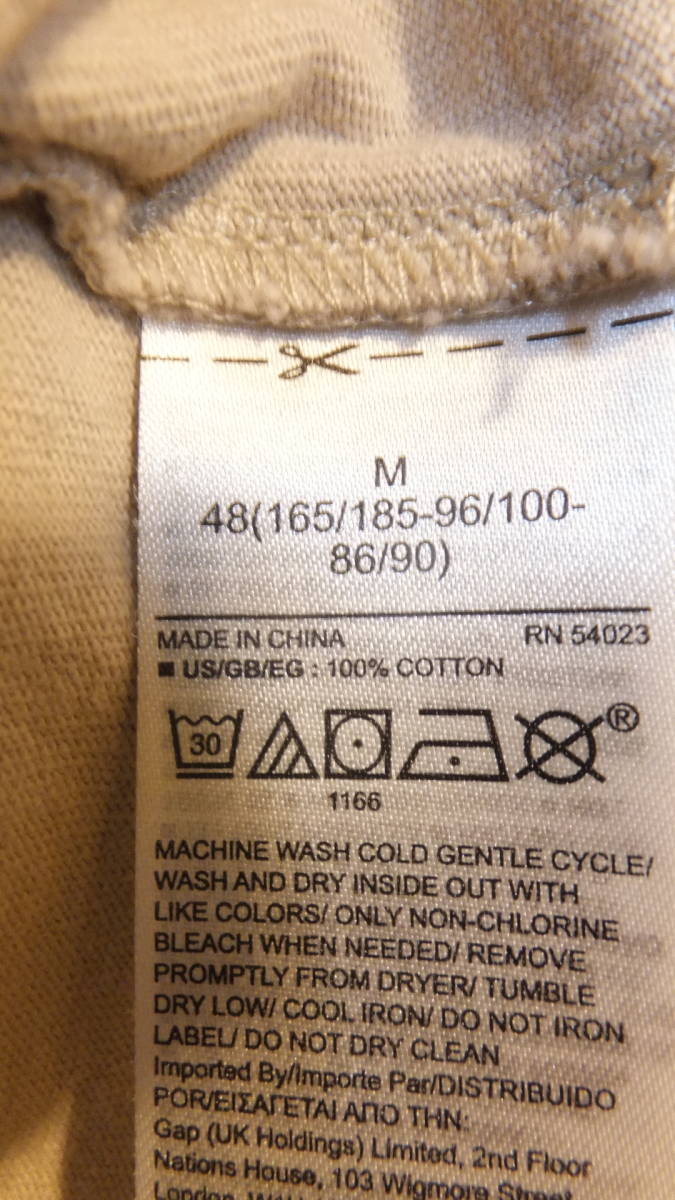 M
48(165/185-96/100-
86/90)
MADE IN CHINA RN 54023
■ US/GB/EG : 100% COTTON
30 ®
1166
MACHINE WASH COLD GENTLE CYCLE/
WASH AND DRY INSIDE OUT WITH
LIKE COLORS/ ONLY NON-CHLORINE
BLEACH WHEN NEEDED/ REMOVE
PROMPTLY FROM DRYER/ TUMBLE
DRY LOW/ COOL IRON/ DO NOT IRON
LABEL/ DO NOT DRY CLEAN
Imported By/Importe Par/DISTRIBUIDO
POR/ΕΙΣΑΓΕΤΑΙ ΑΠΟ ΤΗΝ:
Gap (UK Holdings) Limited, 2nd Floor
Nations House, 103 Wigmore Street
London,